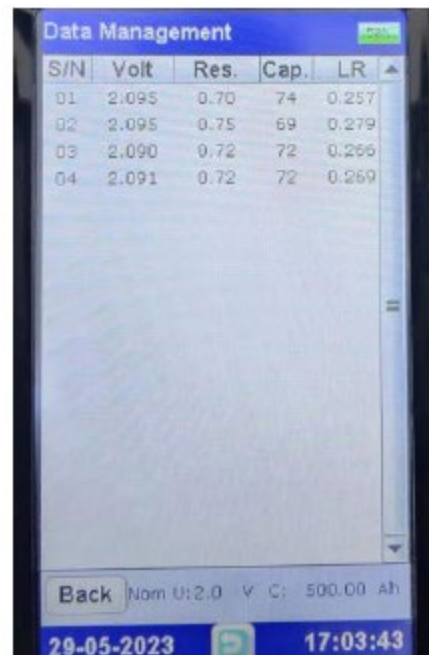 Data Management
S/N Volt Res. Cap. LR
01 2.095 0.70 74 0.257
02 2.095 0.75 69 0.279
03 2.090 0.72 72 0.266
04 2.091 0.72 72 0.269
Back Nom U:2.0 V C: 500.00 Ah
29-05-2023 17:03:43